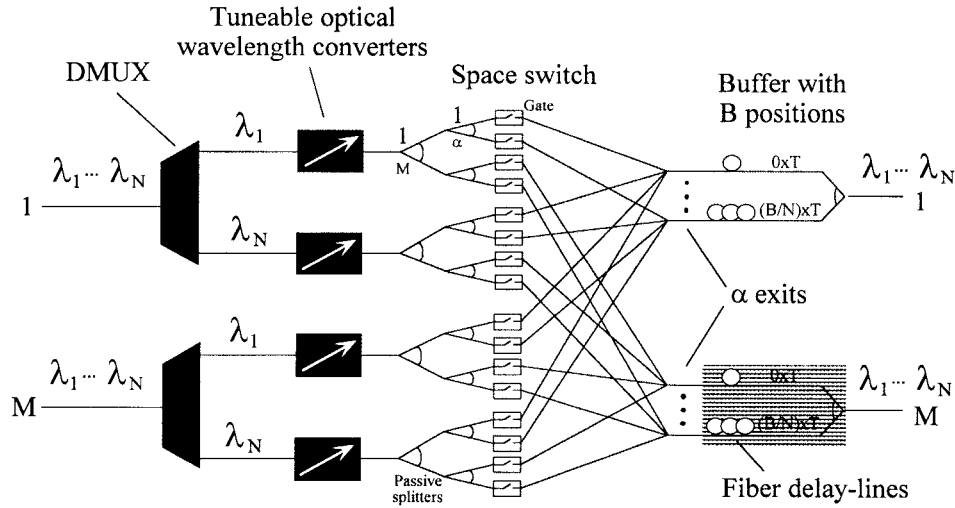 Tuneable optical
wavelength converters
DMUX
Space switch
Buffer with
B positions
Gate
λ1 ··· λN
1
λ1
1
M
1
α
0xT
(B/N)xT
λ1 ··· λN
1
λN
α exits
λ1 ··· λN
M
λ1
0xT
(B/N)xT
λ1 ··· λN
M
λN
Passive
splitters
Fiber delay-lines